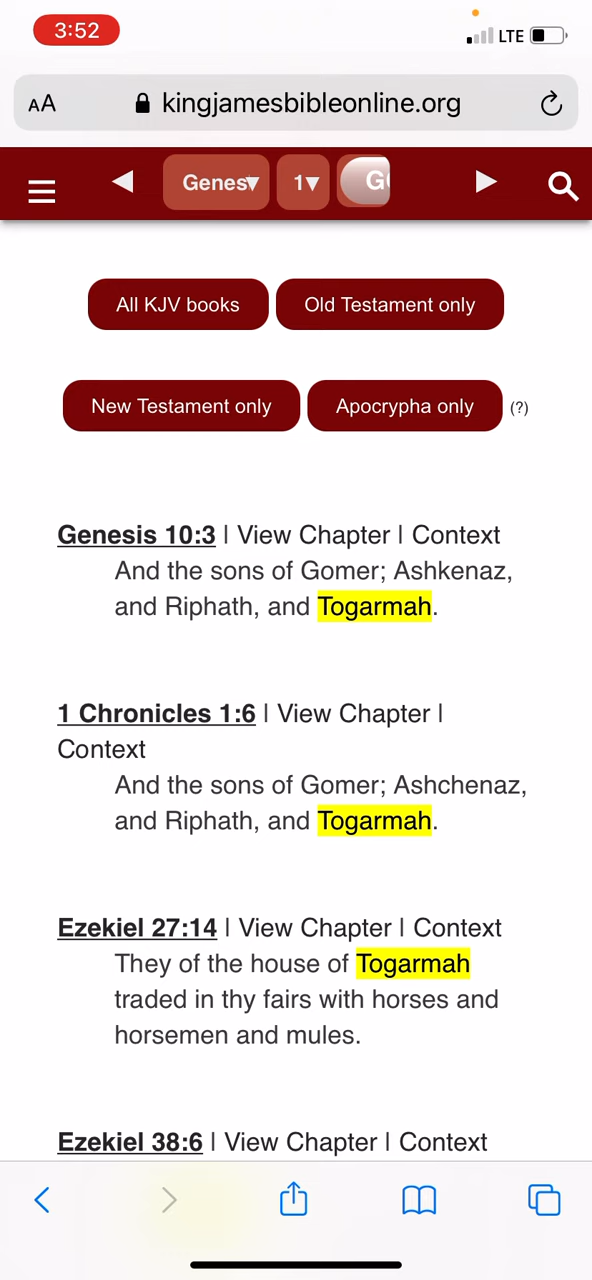 3:52
LTE
AA kingjamesbibleonline.org
Genes 1 G
All KJV books Old Testament only
New Testament only Apocrypha only (?)
Genesis 10:3 | View Chapter | Context
And the sons of Gomer; Ashkenaz,
and Riphath, and Togarmah.
1 Chronicles 1:6 | View Chapter |
Context
And the sons of Gomer; Ashchenaz,
and Riphath, and Togarmah.
Ezekiel 27:14 | View Chapter | Context
They of the house of Togarmah
traded in thy fairs with horses and
horsemen and mules.
Ezekiel 38:6 | View Chapter | Context